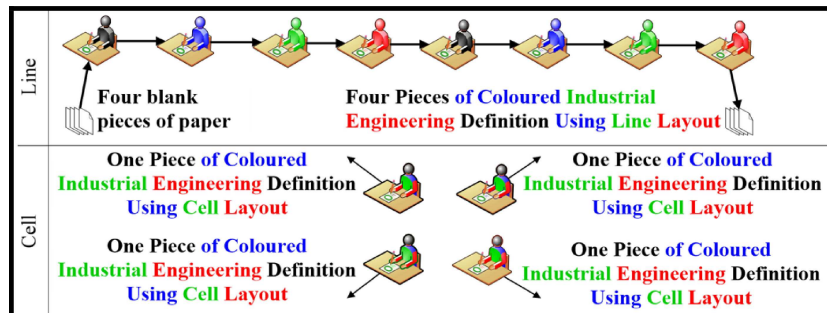 Line
Four blank
pieces of paper
Four Pieces of Coloured Industrial
Engineering Definition Using Line Layout
Cell
One Piece of Coloured
Industrial Engineering Definition
Using Cell Layout
One Piece of Coloured
Industrial Engineering Definition
Using Cell Layout
One Piece of Coloured
Industrial Engineering Definition
Using Cell Layout
One Piece of Coloured
Industrial Engineering Definition
Using Cell Layout